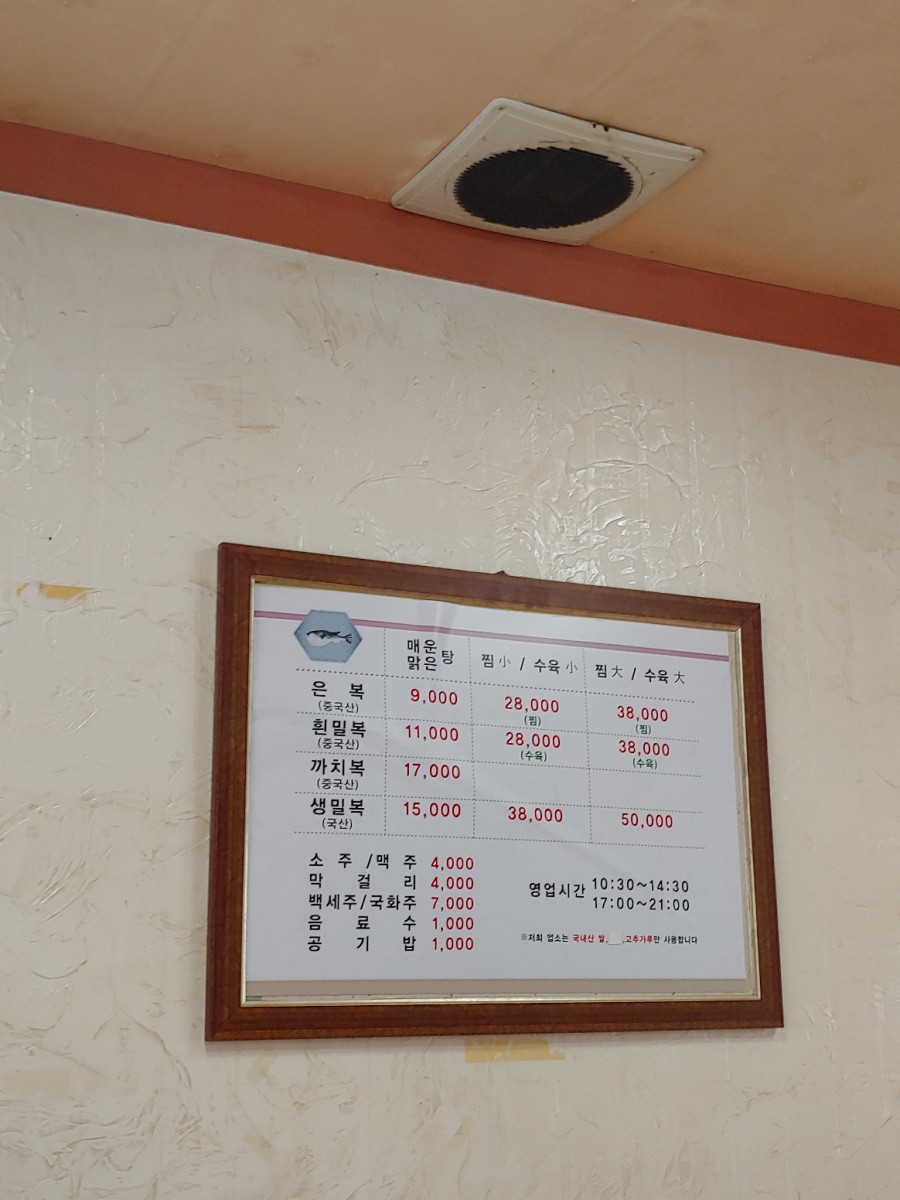 매운 맑은 탕 찜 小 / 수육 小 찜 大 / 수육 大
은 복 9,000 28,000 38,000
(중국산) (찜) (찜)
흰밀복 11,000 28,000 38,000
(중국산) (수육) (수육)
까치복 17,000
(중국산)
생밀복 15,000 38,000 50,000
(국산)
소 주 /맥 주 4,000
막 걸 리 4,000
백세주/국화주 7,000
음 료 수 1,000
공 기 밥 1,000
영업시간 10:30~14:30
17:00~21:00
※저희 업소는 국내산 쌀, ,고추가루만 사용합니다